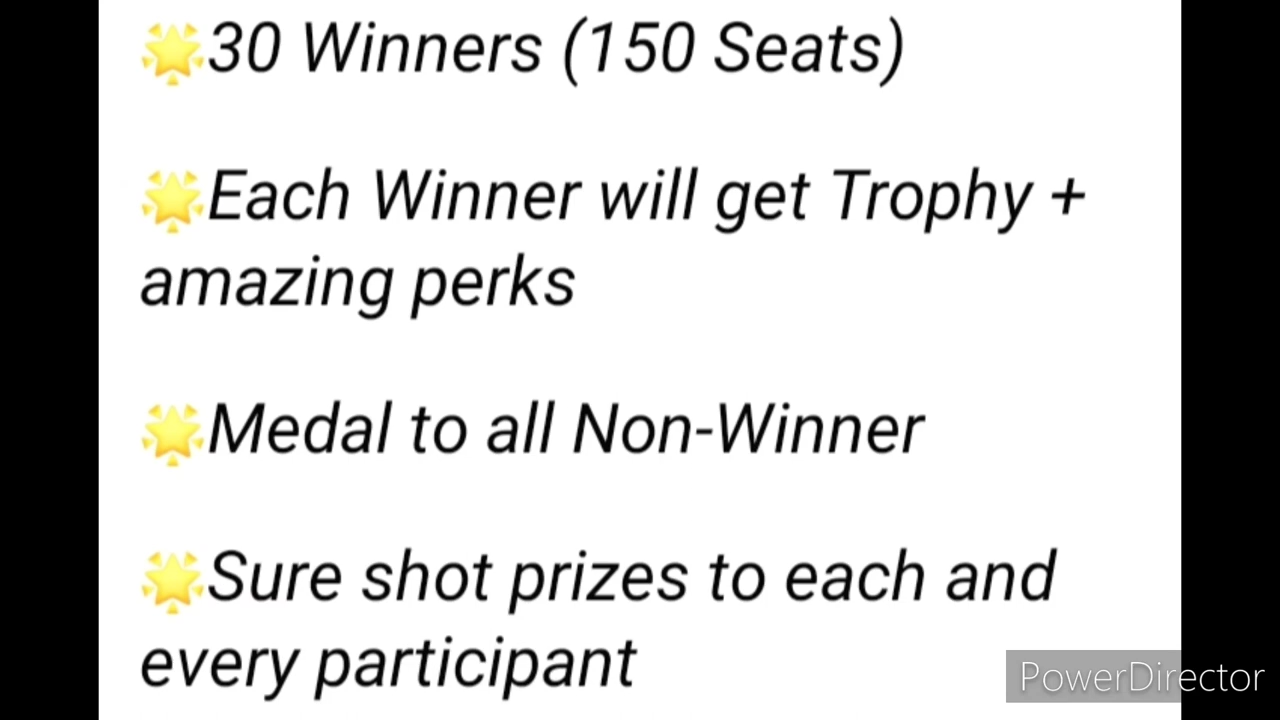 🌟30 Winners (150 Seats)
🌟Each Winner will get Trophy +
amazing perks
🌟Medal to all Non-Winner
🌟Sure shot prizes to each and
every participant
PowerDirector